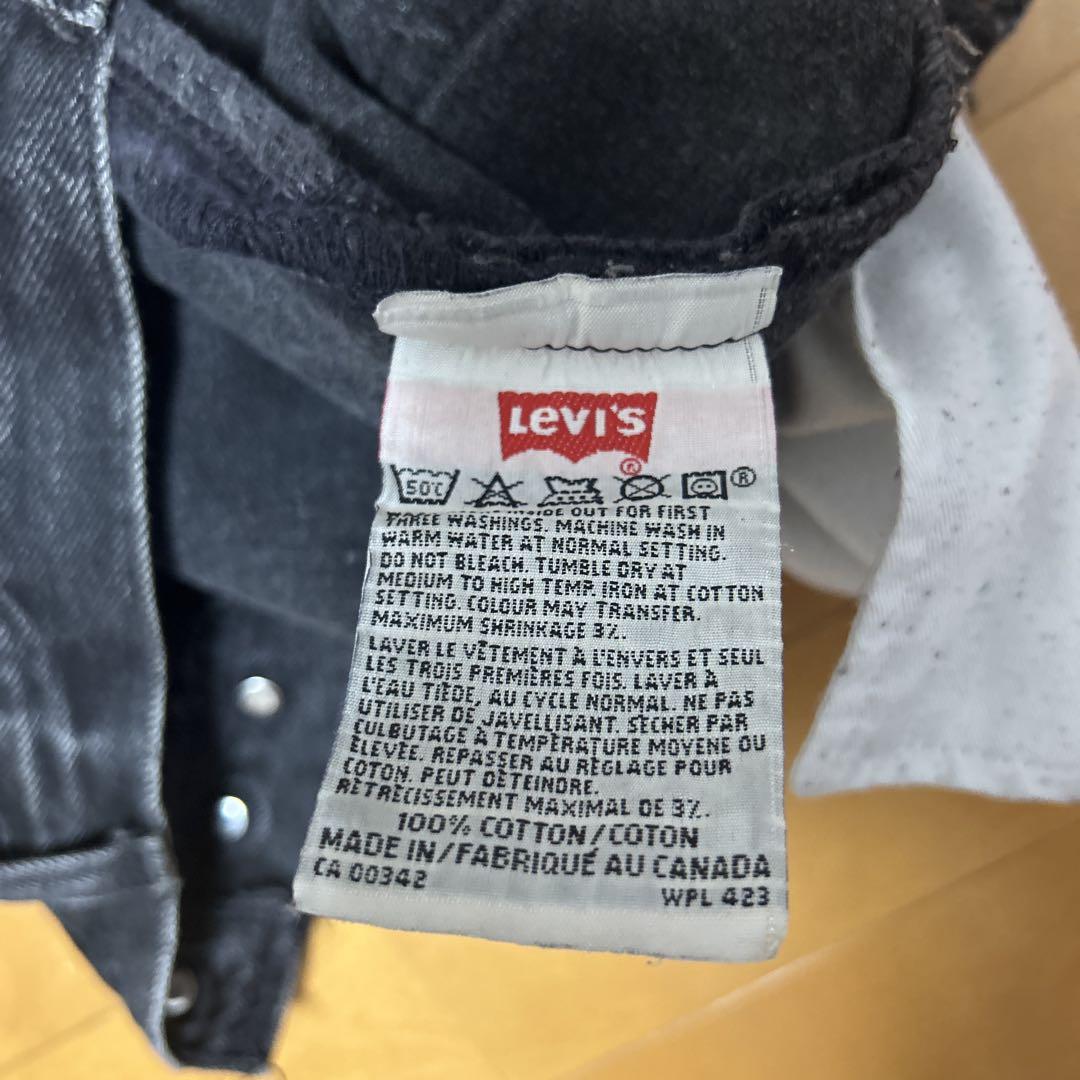 LEVI'S
®
50℃ ®
INSIDE OUT FOR FIRST
THREE WASHINGS. MACHINE WASH IN
WARM WATER AT NORMAL SETTING.
DO NOT BLEACH. TUMBLE DRY AT
MEDIUM TO HIGH TEMP. IRON AT COTTON
SETTING. COLOUR MAY TRANSFER.
MAXIMUM SHRINKAGE 3%.
LAVER LE VÊTEMENT À L'ENVERS ET SEUL
LES TROIS PREMIÈRES FOIS. LAVER À
L'EAU TIÈDE, AU CYCLE NORMAL. NE PAS
UTILISER DE JAVELLISANT. SÉCHER PAR
CULBUTAGE À TEMPÉRATURE MOYENNE OU
ÉLEVÉE. REPASSER AU RÉGLAGE POUR
COTON. PEUT DÉTEINDRE.
RÉTRÉCISSEMENT MAXIMAL DE 3%.
100% COTTON/COTON
MADE IN/FABRIQUÉ AU CANADA
CA 00342
WPL 423